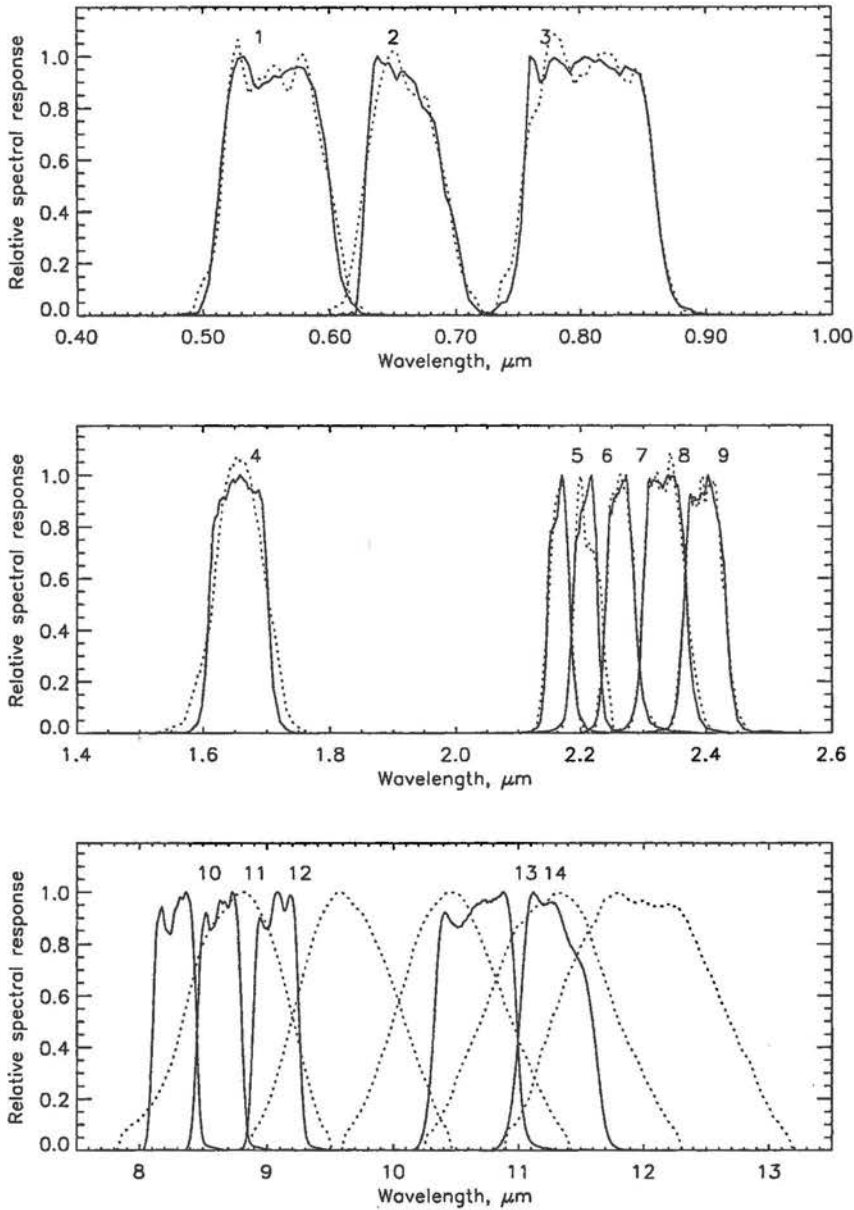 1 2 3
Relative spectral response
1.0
0.8
0.6
0.4
0.2
0.0
0.40 0.50 0.60 0.70 0.80 0.90 1.00
Wavelength, μm
4 5 6 7 8 9
Relative spectral response
1.0
0.8
0.6
0.4
0.2
0.0
1.4 1.6 1.8 2.0 2.2 2.4 2.6
Wavelength, μm
10 11 12 13 14
Relative spectral response
1.0
0.8
0.6
0.4
0.2
0.0
8 9 10 11 12 13
Wavelength, μm